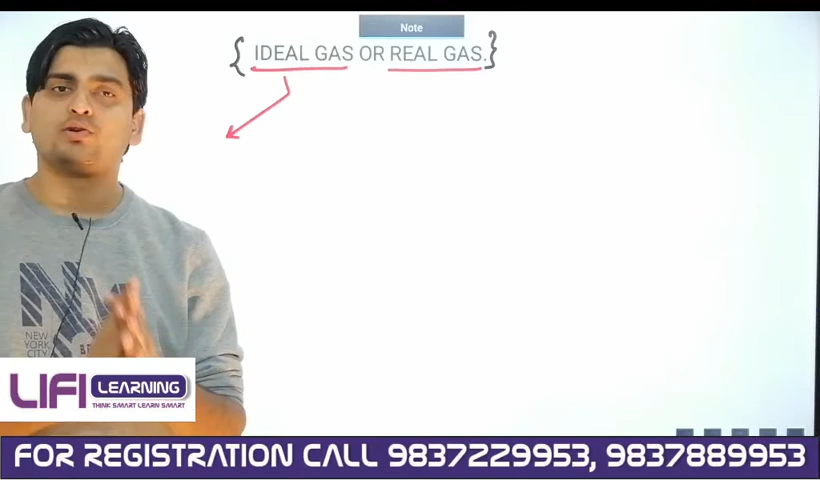 Note
{ IDEAL GAS OR REAL GAS.}
NEW
YORK
CITY
LIFI LEARNING
THINK SMART LEARN SMART
FOR REGISTRATION CALL 9837229953, 9837889953